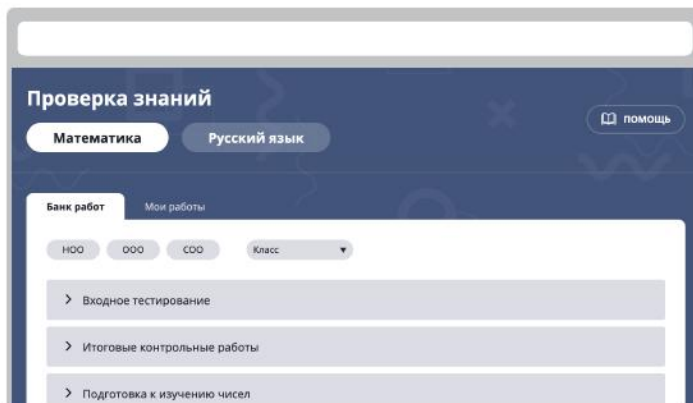 Проверка знаний
помощь
Математика Русский язык
Банк работ Мои работы
НОО ООО СОО Класс
Входное тестирование
Итоговые контрольные работы
Подготовка к изучению чисел